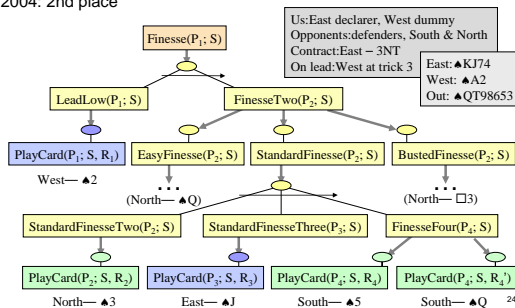 2004: 2nd place
Us:East declarer, West dummy
Opponents:defenders, South & North
Contract:East – 3NT
On lead:West at trick 3
East:♠KJ74
West: ♠A2
Out: ♠QT98653
Finesse(P1; S)
LeadLow(P1; S)
FinesseTwo(P2; S)
PlayCard(P1; S, R1)
EasyFinesse(P2; S)
StandardFinesse(P2; S)
BustedFinesse(P2; S)
West— ♠2
…
(North— ♠Q)
…
(North— □3)
StandardFinesseTwo(P2; S)
StandardFinesseThree(P3; S)
FinesseFour(P4; S)
PlayCard(P2; S, R2)
PlayCard(P3; S, R3)
PlayCard(P4; S, R4)
PlayCard(P4; S, R4')
North— ♠3
East— ♠J
South— ♠5
South— ♠Q
24